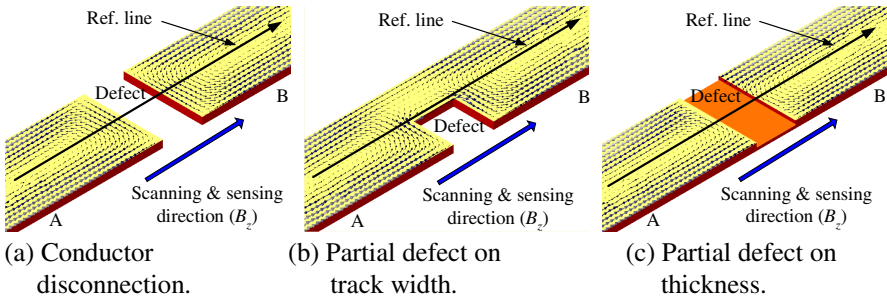 Ref. line
Defect
B
Scanning & sensing
direction (Bz)
A
(a) Conductor
disconnection.
Ref. line
Defect
B
Scanning & sensing
direction (Bz)
A
(b) Partial defect on
track width.
Ref. line
Defect
B
Scanning & sensing
direction (Bz)
A
(c) Partial defect on
thickness.